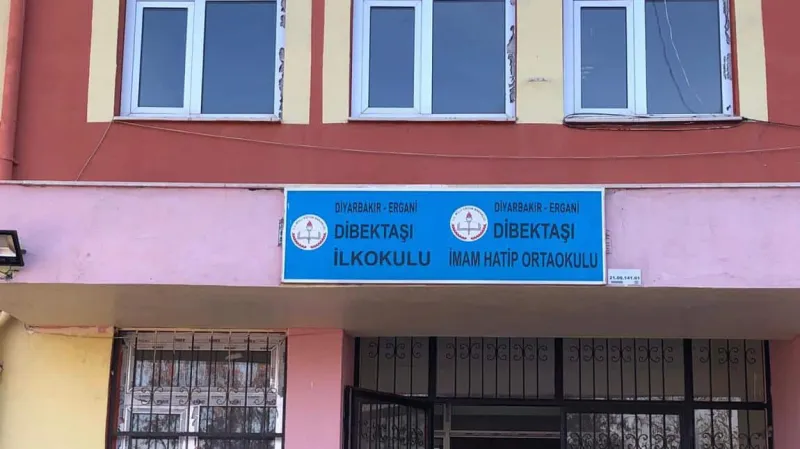 DİYARBAKIR - ERGANİ
DİBEKTAŞI
İLKOKULU
DİYARBAKIR - ERGANİ
DİBEKTAŞI
İMAM HATİP ORTAOKULU